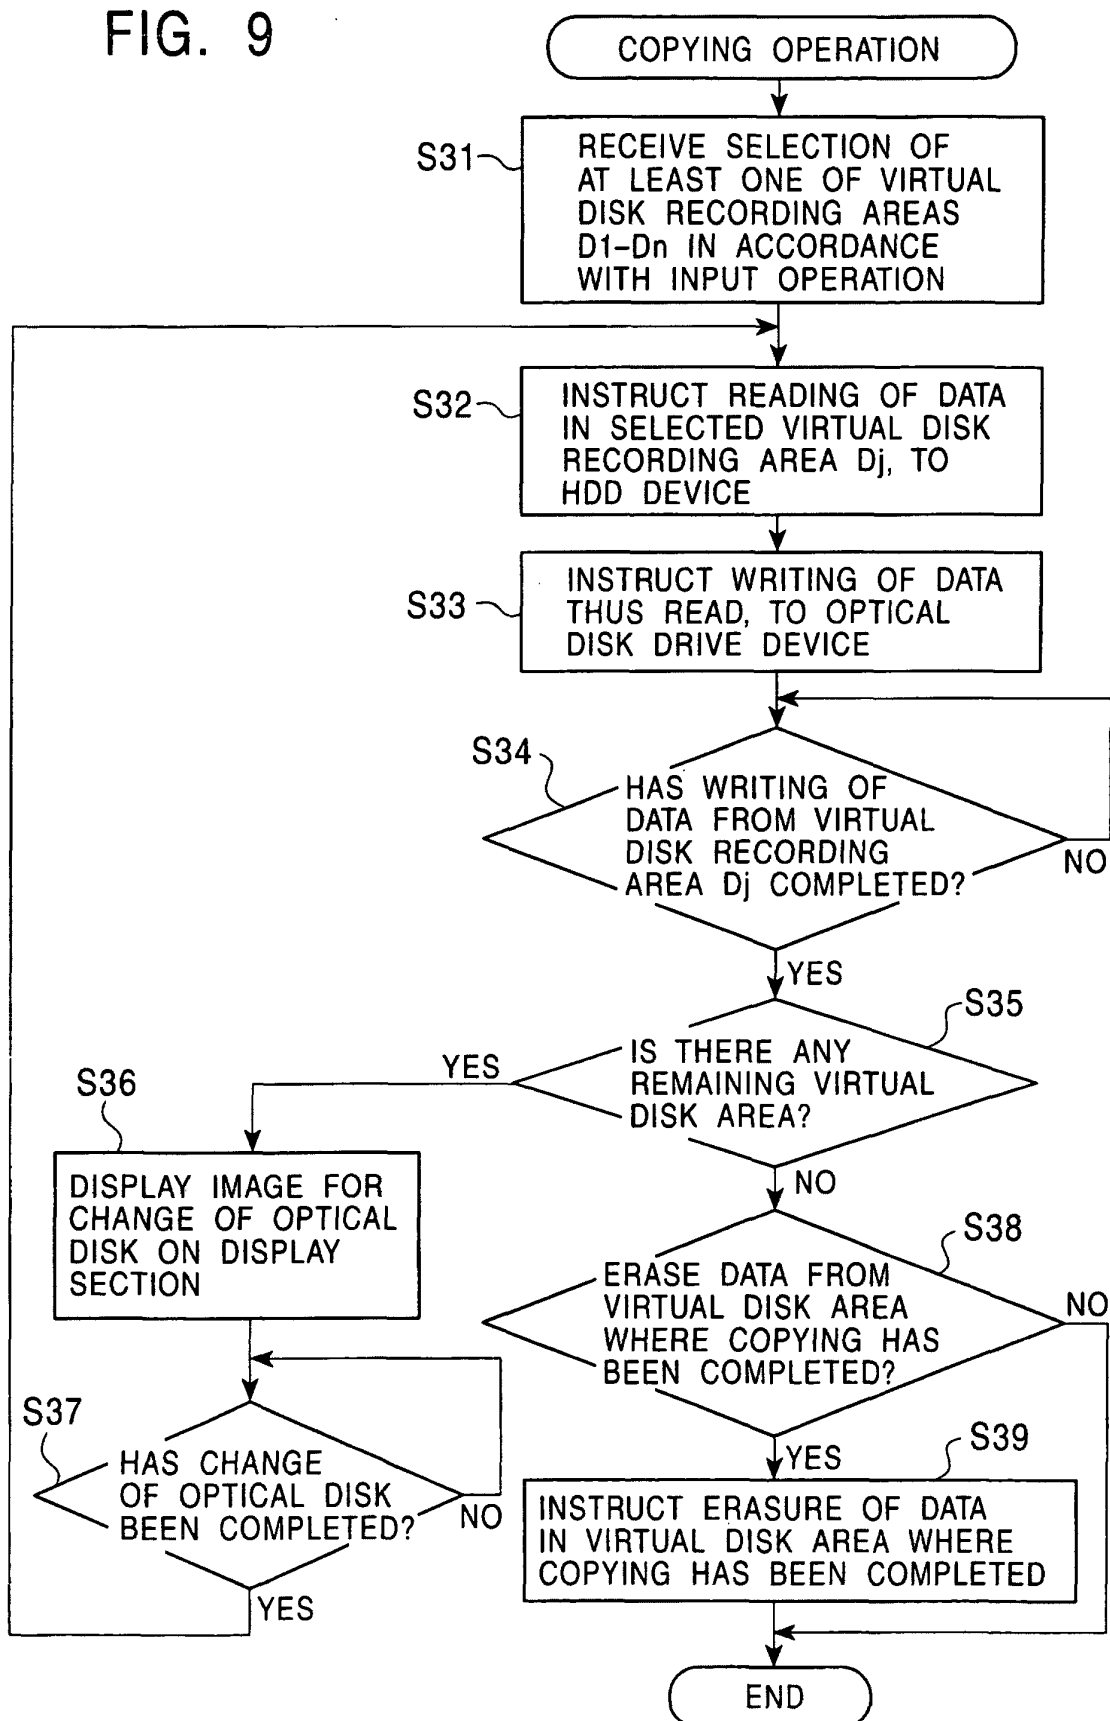 FIG. 9
COPYING OPERATION
S31
RECEIVE SELECTION OF
AT LEAST ONE OF VIRTUAL
DISK RECORDING AREAS
D1-Dn IN ACCORDANCE
WITH INPUT OPERATION
S32
INSTRUCT READING OF DATA
IN SELECTED VIRTUAL DISK
RECORDING AREA Dj, TO
HDD DEVICE
S33
INSTRUCT WRITING OF DATA
THUS READ, TO OPTICAL
DISK DRIVE DEVICE
S34
HAS WRITING OF
DATA FROM VIRTUAL
DISK RECORDING
AREA Dj COMPLETED?
NO
YES
S35
IS THERE ANY
REMAINING VIRTUAL
DISK AREA?
YES
NO
S36
DISPLAY IMAGE FOR
CHANGE OF OPTICAL
DISK ON DISPLAY
SECTION
S37
HAS CHANGE
OF OPTICAL DISK
BEEN COMPLETED?
NO
YES
S38
ERASE DATA FROM
VIRTUAL DISK AREA
WHERE COPYING HAS
BEEN COMPLETED?
NO
YES
S39
INSTRUCT ERASURE OF DATA
IN VIRTUAL DISK AREA WHERE
COPYING HAS BEEN COMPLETED
END